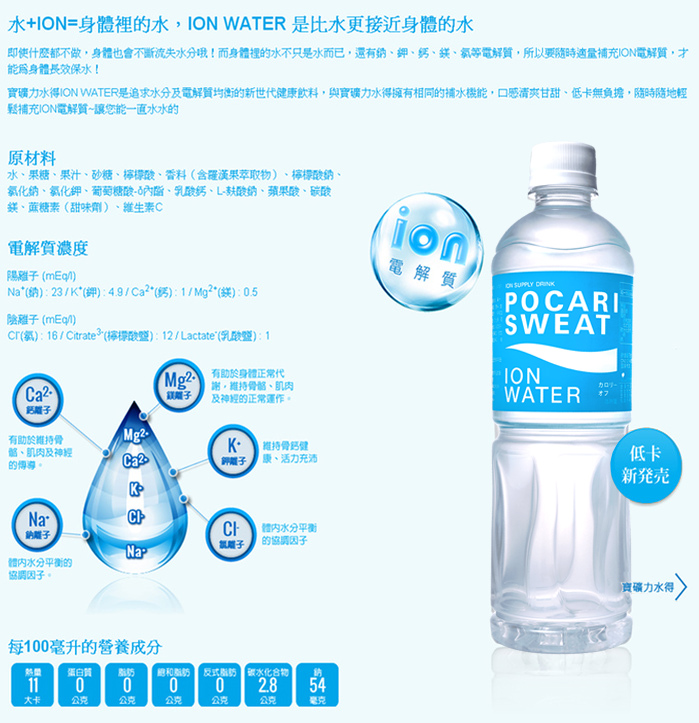 水+ION=身體裡的水，ION WATER 是比水更接近身體的水
即使什麼都不做，身體也會不斷流失水分哦！而身體裡的水不只是水而已，還有鈉、鉀、鈣、鎂、氯等電解質，所以要隨時適量補充ION電解質，才
能為身體長效保水！
寶礦力水得ION WATER是追求水分及電解質均衡的新世代健康飲料，與寶礦力水得擁有相同的補水機能，口感清爽甘甜、低卡無負擔，隨時隨地輕
鬆補充ION電解質~讓您能一直水水的
原材料
水、果糖、果汁、砂糖、檸檬酸、香料（含羅漢果萃取物）、檸檬酸鈉、
氯化鈉、氯化鉀、葡萄糖酸-δ內酯、乳酸鈣、L-麩酸鈉、蘋果酸、碳酸
鎂、蔗糖素（甜味劑）、維生素C
電解質濃度
陽離子 (mEq/l)
Na⁺(鈉) : 23 / K⁺(鉀) : 4.9 / Ca²⁺(鈣) : 1 / Mg²⁺(鎂) : 0.5
陰離子 (mEq/l)
Cl⁻(氯) : 16 / Citrate³⁻(檸檬酸鹽) : 12 / Lactate⁻(乳酸鹽) : 1
ion
電解質
ION SUPPLY DRINK
POCARI
SWEAT
ION
WATER
カロリー
オフ
低卡
新発売
寶礦力水得
Ca²⁺
鈣離子
有助於維持骨
骼、肌肉及神經
的傳導。
Mg²⁺
鎂離子
有助於身體正常代
謝，維持骨骼、肌肉
及神經的正常運作。
K⁺
鉀離子
維持骨鈣健
康、活力充沛
Na⁺
鈉離子
體內水分平衡的
協調因子。
Cl⁻
氯離子
體內水分平衡
的協調因子
Mg²⁺
Ca²⁺
K⁺
Cl⁻
Na⁺
每100毫升的營養成分
熱量
11
大卡
蛋白質
0
公克
脂肪
0
公克
飽和脂肪
0
公克
反式脂肪
0
公克
碳水化合物
2.8
公克
鈉
54
毫克